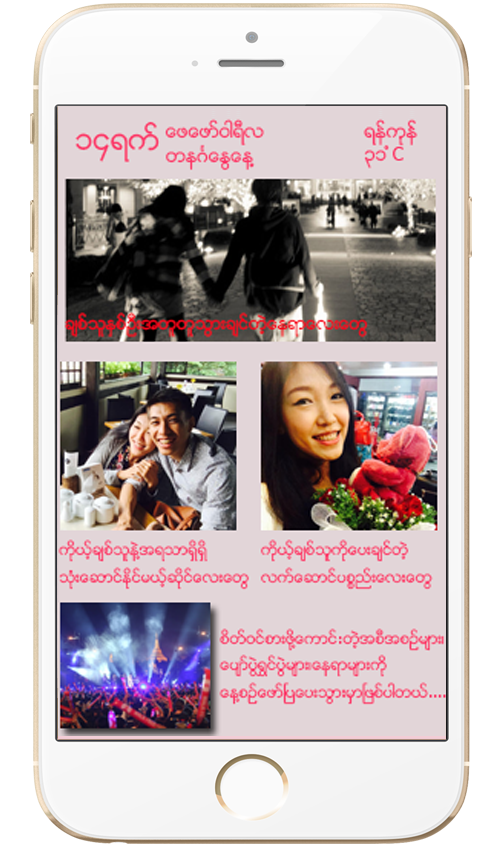 ၁၄ရက် ဖေဖော်ဝါရီလ
တနင်္ဂနွေနေ့
ရန်ကုန်
၃၁ံ C
ချစ်သူနှစ်ဦးအတူတူသွားချင်တဲ့နေရာလေးတွေ
ကိုယ့်ချစ်သူနဲ့အရသာရှိရှိ
သုံးဆောင်နိုင်မယ့်ဆိုင်လေးတွေ
ကိုယ့်ချစ်သူကိုပေးချင်တဲ့
လက်ဆောင်ပစ္စည်းလေးတွေ
စိတ်ဝင်စားဖို့ကောင်းတဲ့အစီအစဉ်များ၊
ပျော်ပွဲရွှင်ပွဲများ၊နေရာများကို
နေ့စဉ်ဖော်ပြပေးသွားမှာဖြစ်ပါတယ်....